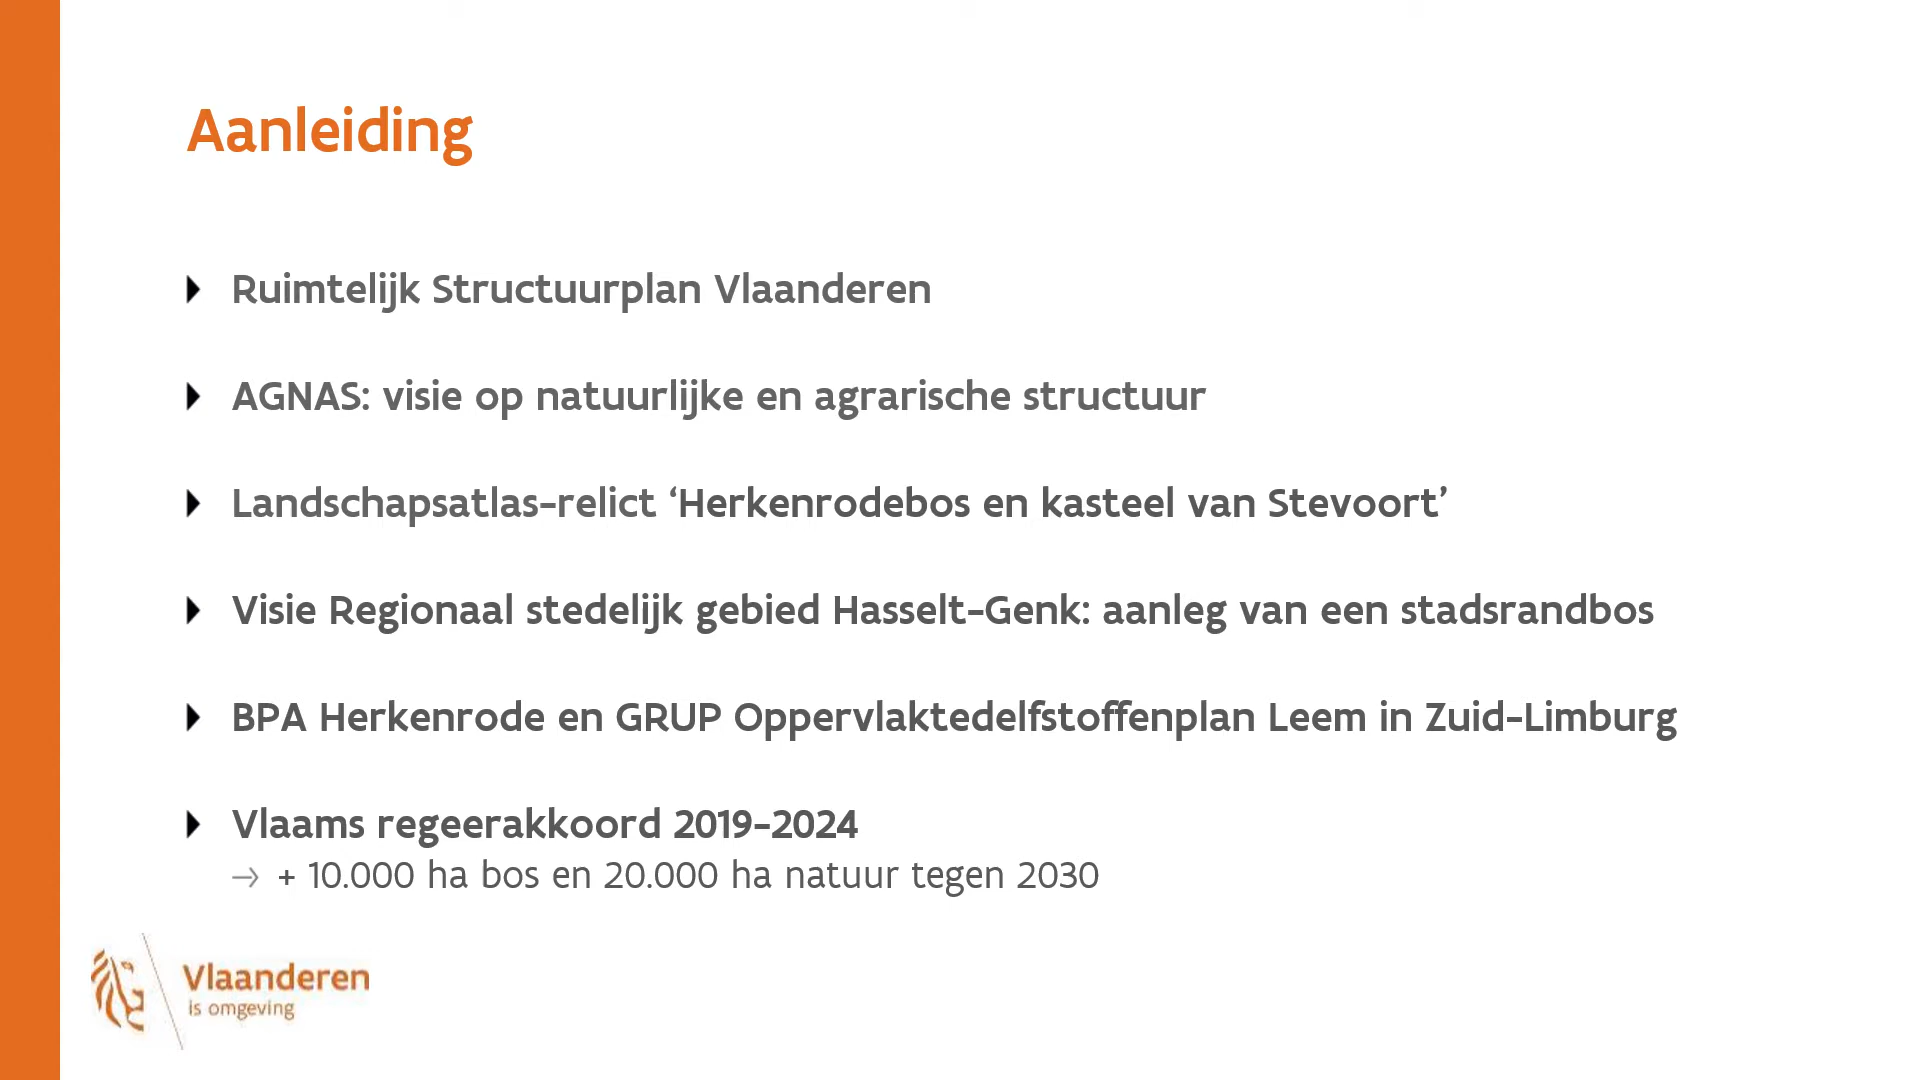 Aanleiding
Ruimtelijk Structuurplan Vlaanderen
AGNAS: visie op natuurlijke en agrarische structuur
Landschapsatlas-relict ‘Herkenrodebos en kasteel van Stevoort’
Visie Regionaal stedelijk gebied Hasselt-Genk: aanleg van een stadsrandbos
BPA Herkenrode en GRUP Oppervlaktedelfstoffenplan Leem in Zuid-Limburg
Vlaams regeerakkoord 2019-2024
→ + 10.000 ha bos en 20.000 ha natuur tegen 2030
Vlaanderen
is omgeving